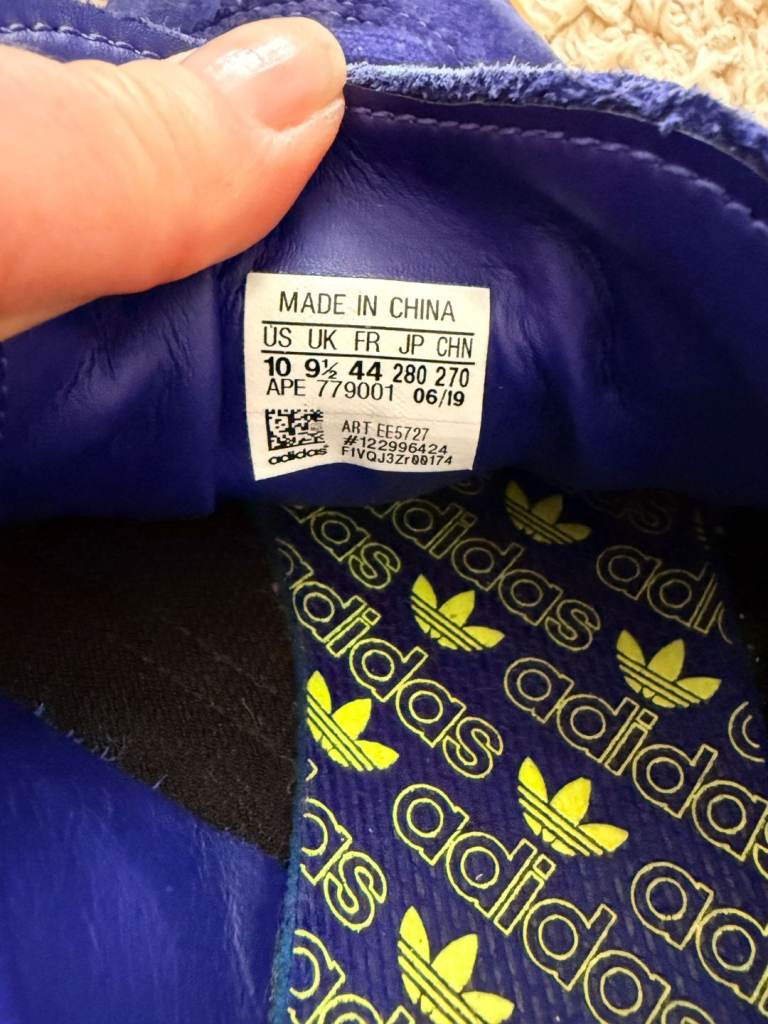 MADE IN CHINA
US UK FR JP CHN
10 9½ 44 280 270
APE 779001 06/19
ART EE5727
#122996424
adidas F1VQJ3Zr00174
adidas
adidas
adidas
adidas
adidas
adidas